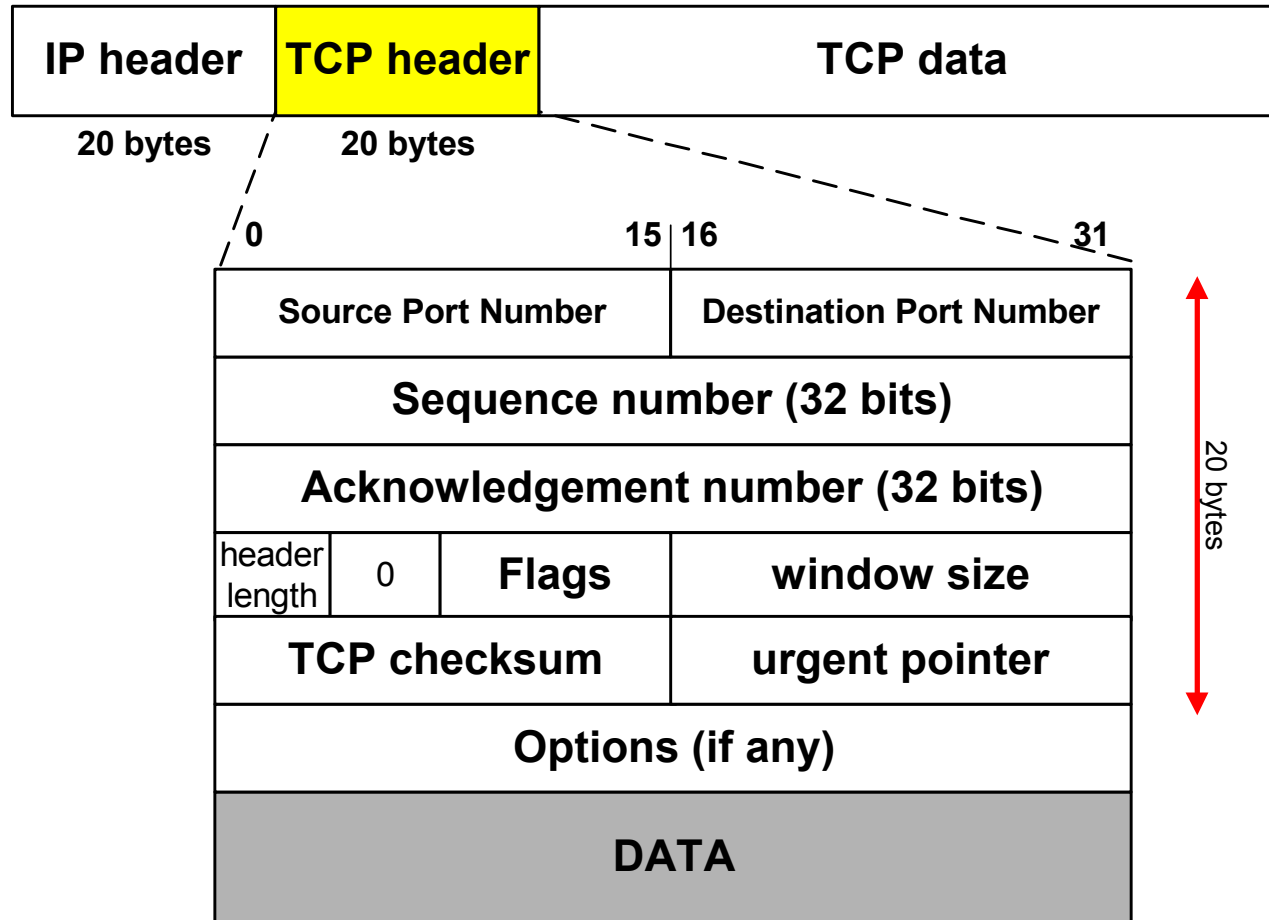 IP header TCP header TCP data
20 bytes 20 bytes
0 15 16 31
Source Port Number Destination Port Number
Sequence number (32 bits)
Acknowledgement number (32 bits)
20 bytes
header
length
0 Flags window size
TCP checksum urgent pointer
Options (if any)
DATA